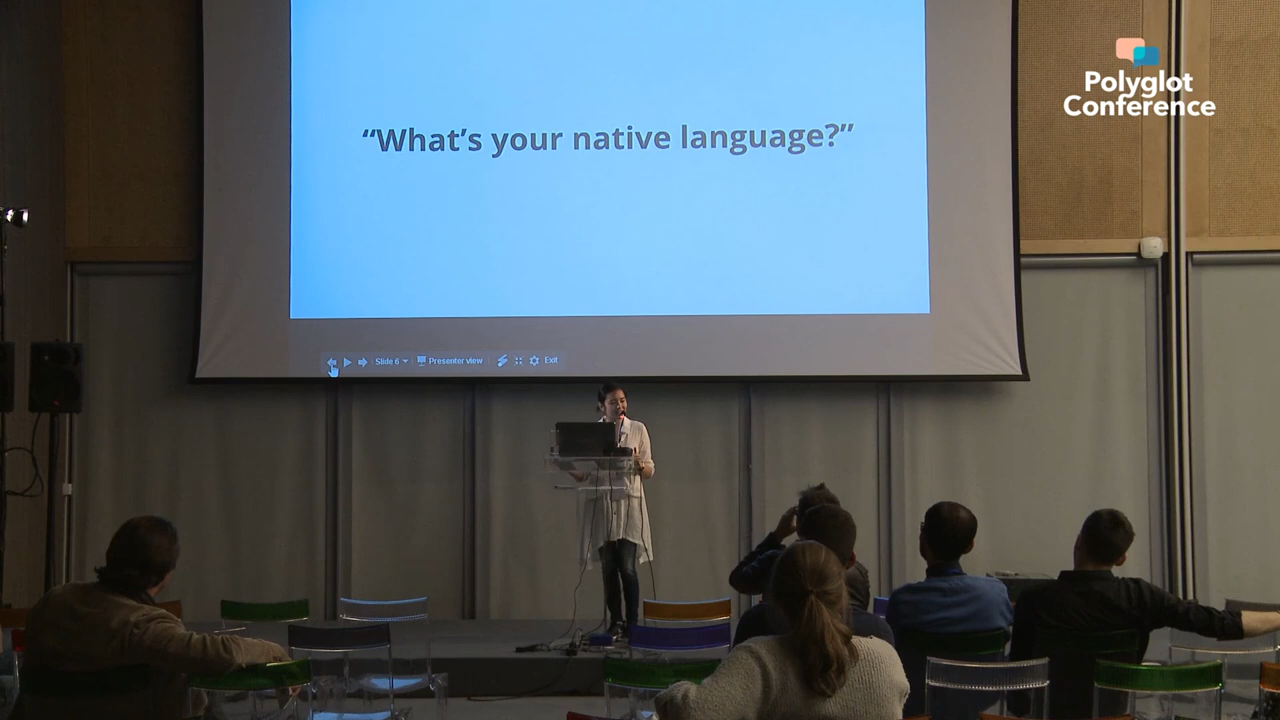 “What’s your native language?”
Polyglot
Conference
Slide 6
Presenter view
Exit